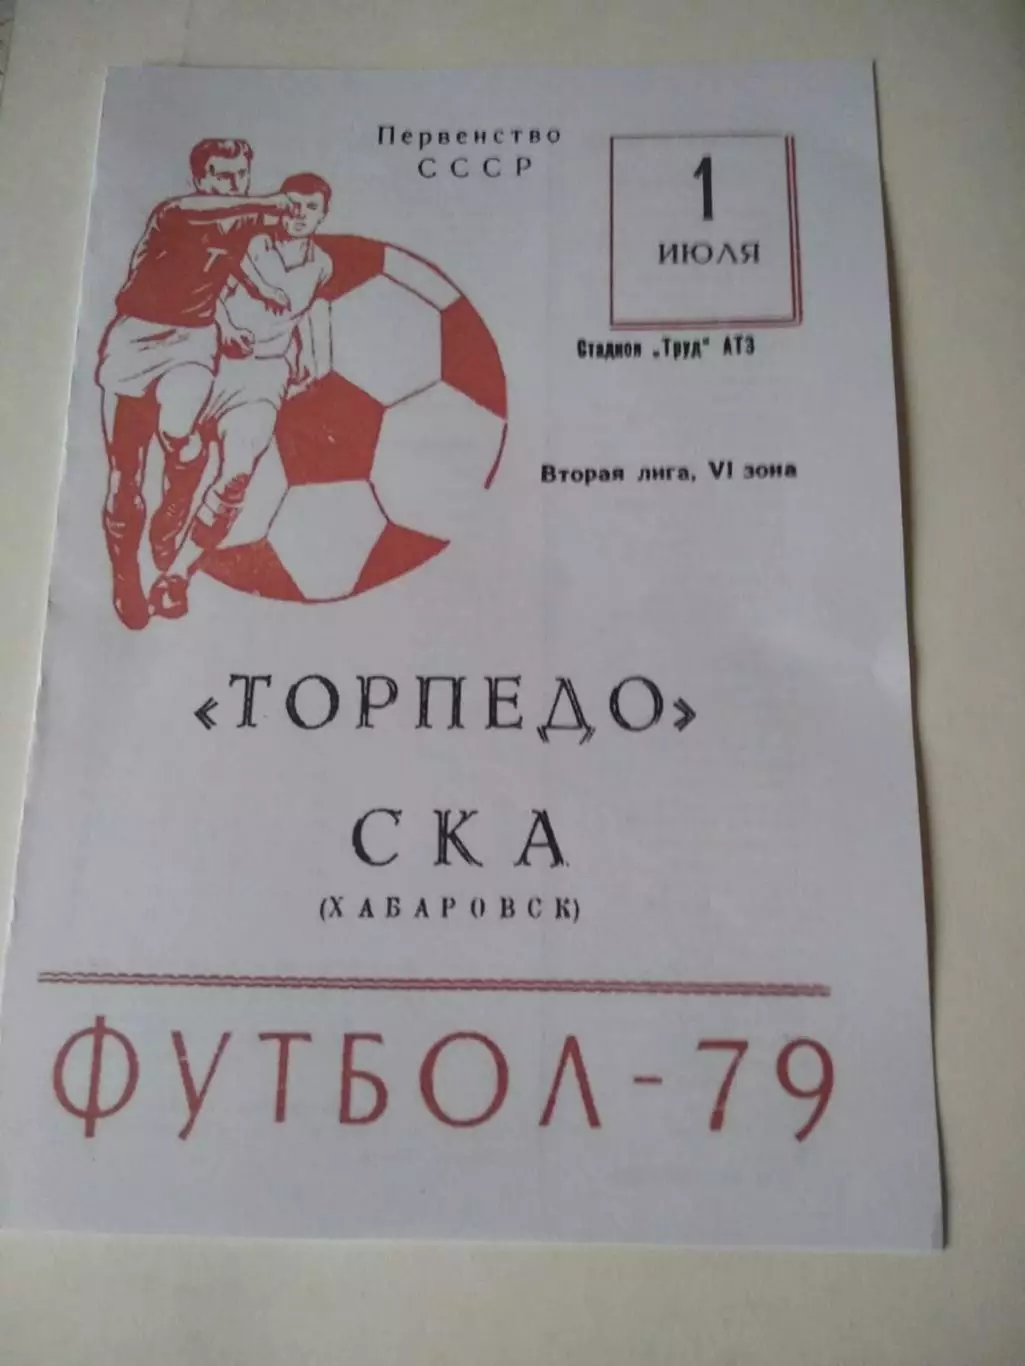 Первенство
СССР
1
ИЮЛЯ
Стадион „Труд" АТЗ
Вторая лига, VI зона
Т
«ТОРПЕДО»
СКА
(ХАБАРОВСК)
ФУТБОЛ-79